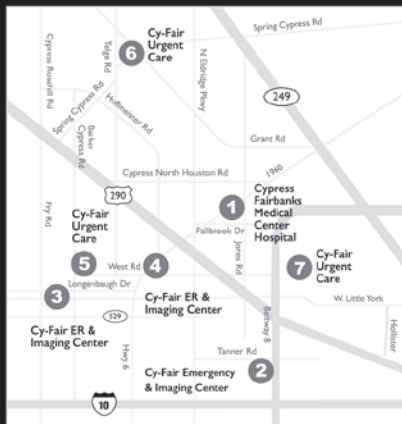 Cy-Fair
Urgent
Care
6
Spring Cypress Rd
Cypress Rosehill Rd
Telge Rd
N Eldridge Pkwy
249
Spring Cypress Rd
Huffmeister Rd
Barker
Cypress Rd
Grant Rd
1960
Cypress North Houston Rd
290
1
Cypress
Fairbanks
Medical
Center
Hospital
Fry Rd
Cy-Fair
Urgent
Care
5
Fallbrook Dr
Jones Rd
West Rd
4
Cy-Fair
Urgent
Care
7
Longenbaugh Dr
3
Cy-Fair ER &
Imaging Center
W. Little York
529
Cy-Fair ER &
Imaging Center
Beltway 8
Hollister
Hwy. 6
Tanner Rd
Cy-Fair Emergency
& Imaging Center
2
10